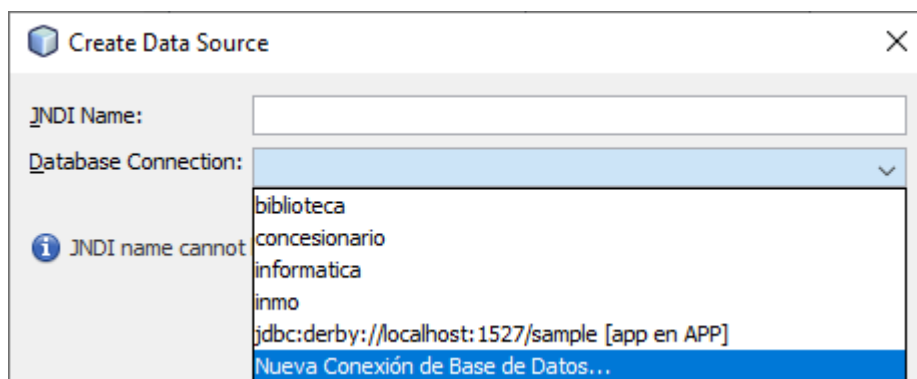 Create Data Source
JNDI Name:
Database Connection:
biblioteca
JNDI name cannot
concesionario
informatica
inmo
jdbc:derby://localhost:1527/sample [app en APP]
Nueva Conexión de Base de Datos...